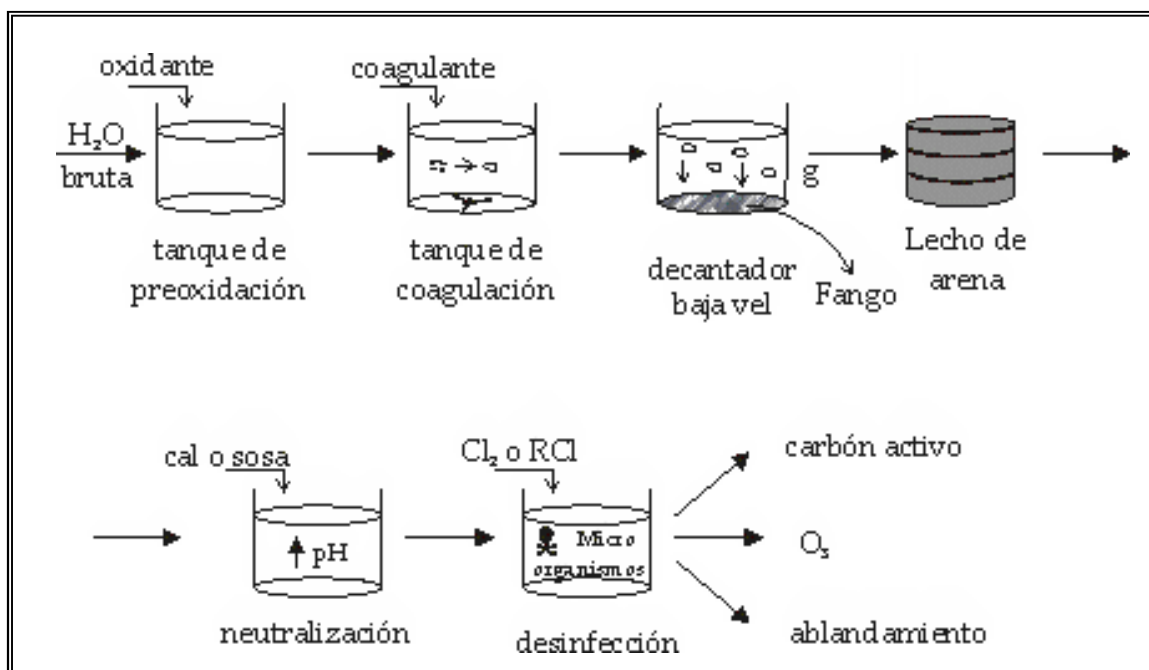 oxidante
coagulante
H₂O
bruta
g
tanque de
preoxidación
tanque de
coagulación
decantador
baja vel
Fango
Lecho de
arena
cal o sosa
Cl₂ o RCl
carbón activo
pH
Micro
organismos
O₃
neutralización
desinfección
ablandamiento